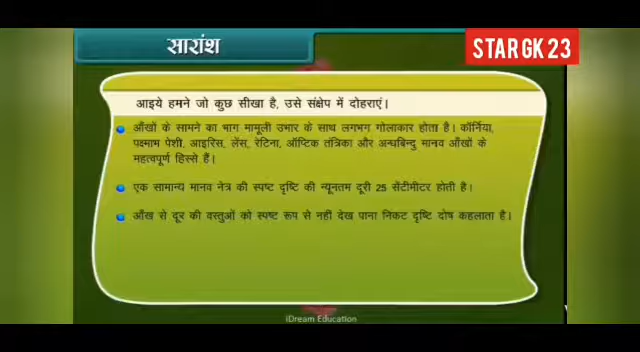 सारांश
STAR GK 23
आइये हमने जो कुछ सीखा है, उसे संक्षेप में दोहराएं।
आँखों के सामने का भाग मामूली उभार के साथ लगभग गोलाकार होता है। कॉर्निया,
पक्ष्माभ पेशी, आइरिस, लेंस, रेटिना, ऑप्टिक तंत्रिका और अन्धबिन्दु मानव आँखों के
महत्वपूर्ण हिस्से हैं।
एक सामान्य मानव नेत्र की स्पष्ट दृष्टि की न्यूनतम दूरी 25 सेंटीमीटर होती है।
आँख से दूर की वस्तुओं को स्पष्ट रूप से नहीं देख पाना निकट दृष्टि दोष कहलाता है।
iDream Education